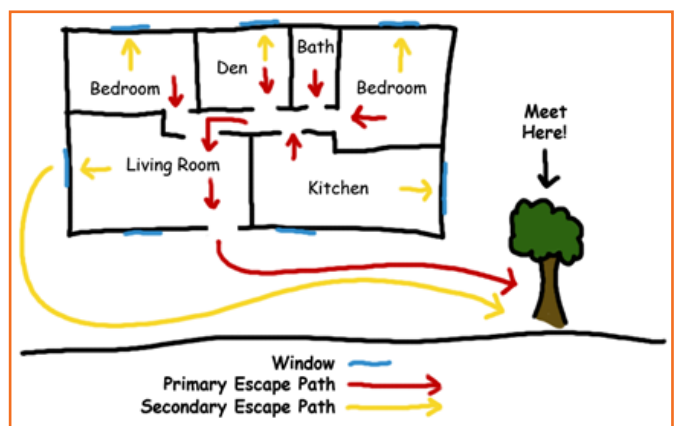 Bath
Den
Bedroom
Bedroom
Meet
Here!
Living Room
Kitchen
Window
Primary Escape Path
Secondary Escape Path